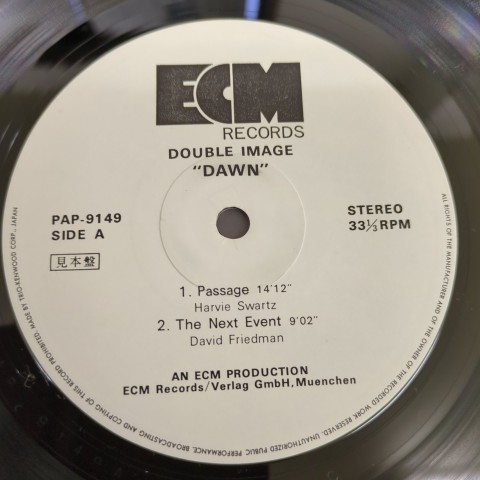 ECM
RECORDS
DOUBLE IMAGE
"DAWN"
PAP-9149
SIDE A
STEREO
33⅓RPM
見本盤
1. Passage 14'12"
Harvie Swartz
2. The Next Event 9'02"
David Friedman
AN ECM PRODUCTION
ECM Records/Verlag GmbH, Muenchen
ALL RIGHTS OF THE MANUFACTURER AND OF THE OWNER OF THE RECORDED WORK RESERVED. UNAUTHORIZED PUBLIC PERFORMANCE, BROADCASTING AND COPYING OF THIS RECORD PROHIBITED. MADE BY TRIO-KENWOOD CORP., JAPAN